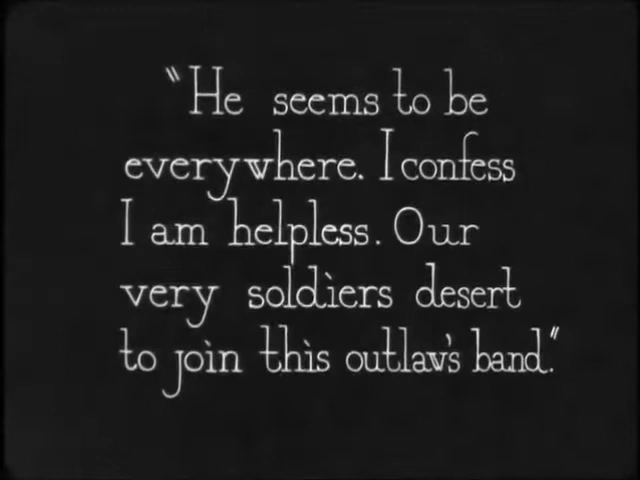 "He seems to be
everywhere. I confess
I am helpless. Our
very soldiers desert
to join this outlaw's band."